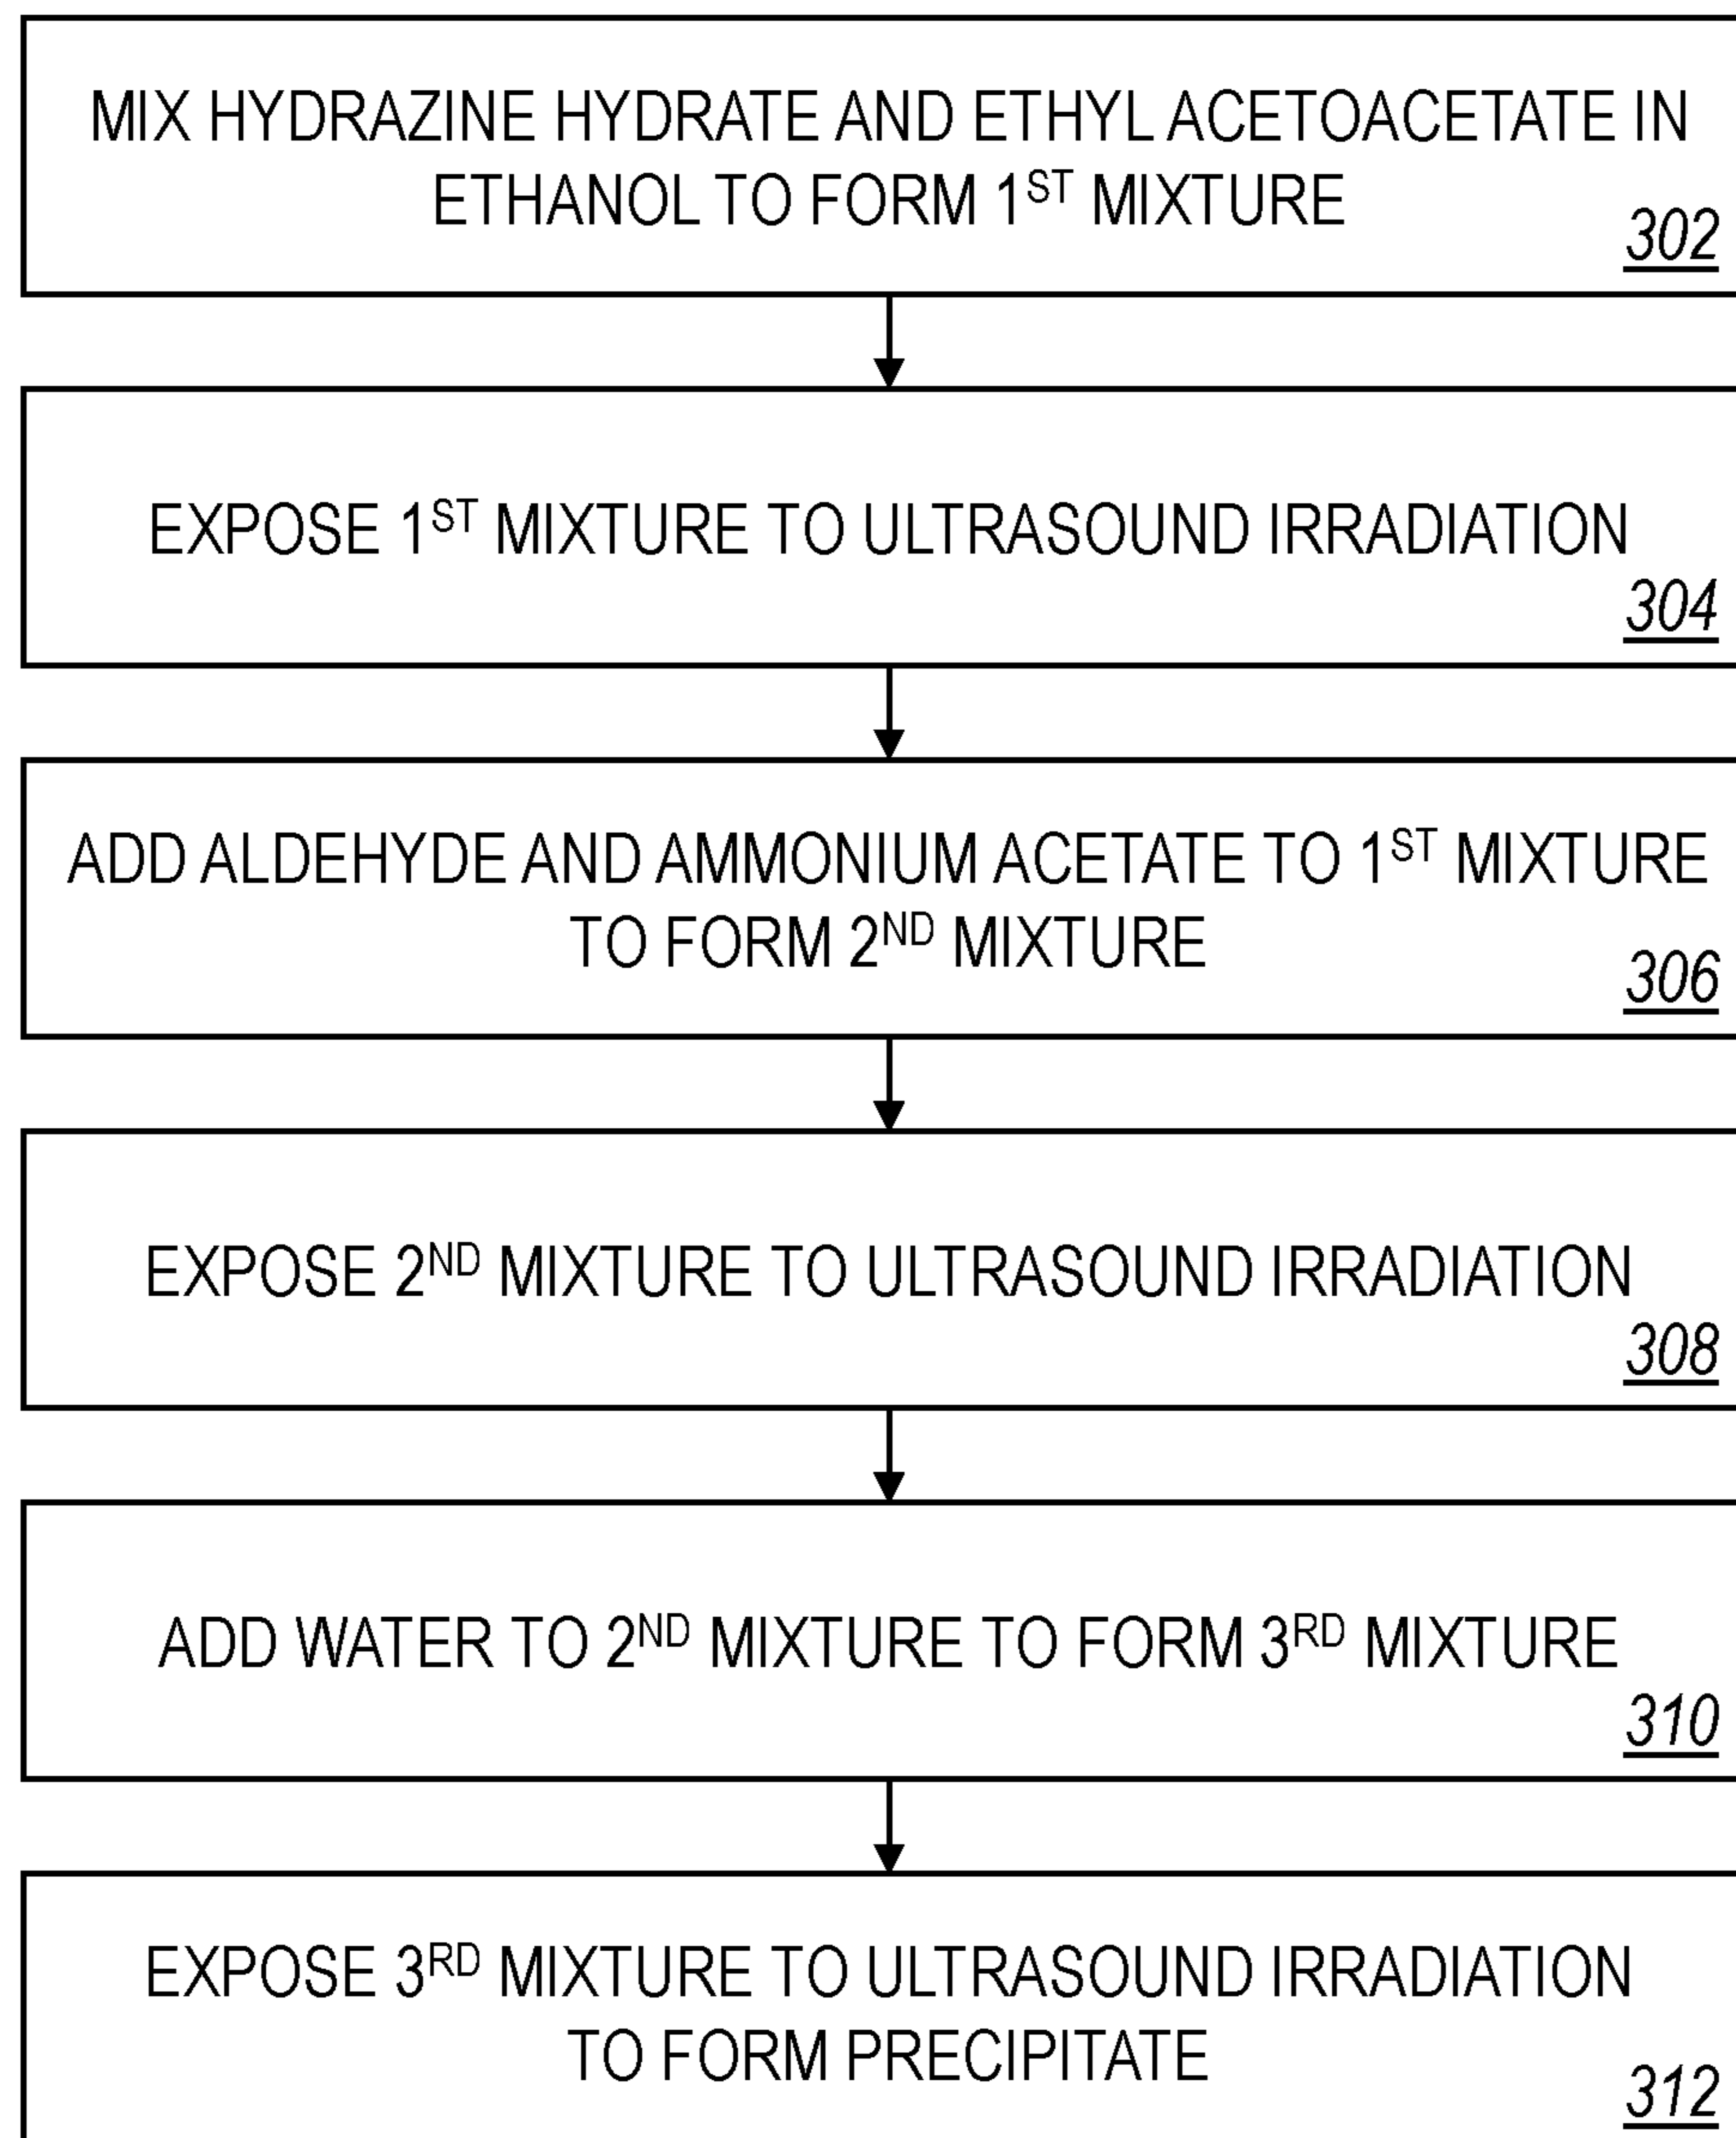 MIX HYDRAZINE HYDRATE AND ETHYL ACETOACETATE IN
ETHANOL TO FORM 1ST MIXTURE
302
EXPOSE 1ST MIXTURE TO ULTRASOUND IRRADIATION
304
ADD ALDEHYDE AND AMMONIUM ACETATE TO 1ST MIXTURE
TO FORM 2ND MIXTURE
306
EXPOSE 2ND MIXTURE TO ULTRASOUND IRRADIATION
308
ADD WATER TO 2ND MIXTURE TO FORM 3RD MIXTURE
310
EXPOSE 3RD MIXTURE TO ULTRASOUND IRRADIATION
TO FORM PRECIPITATE
312